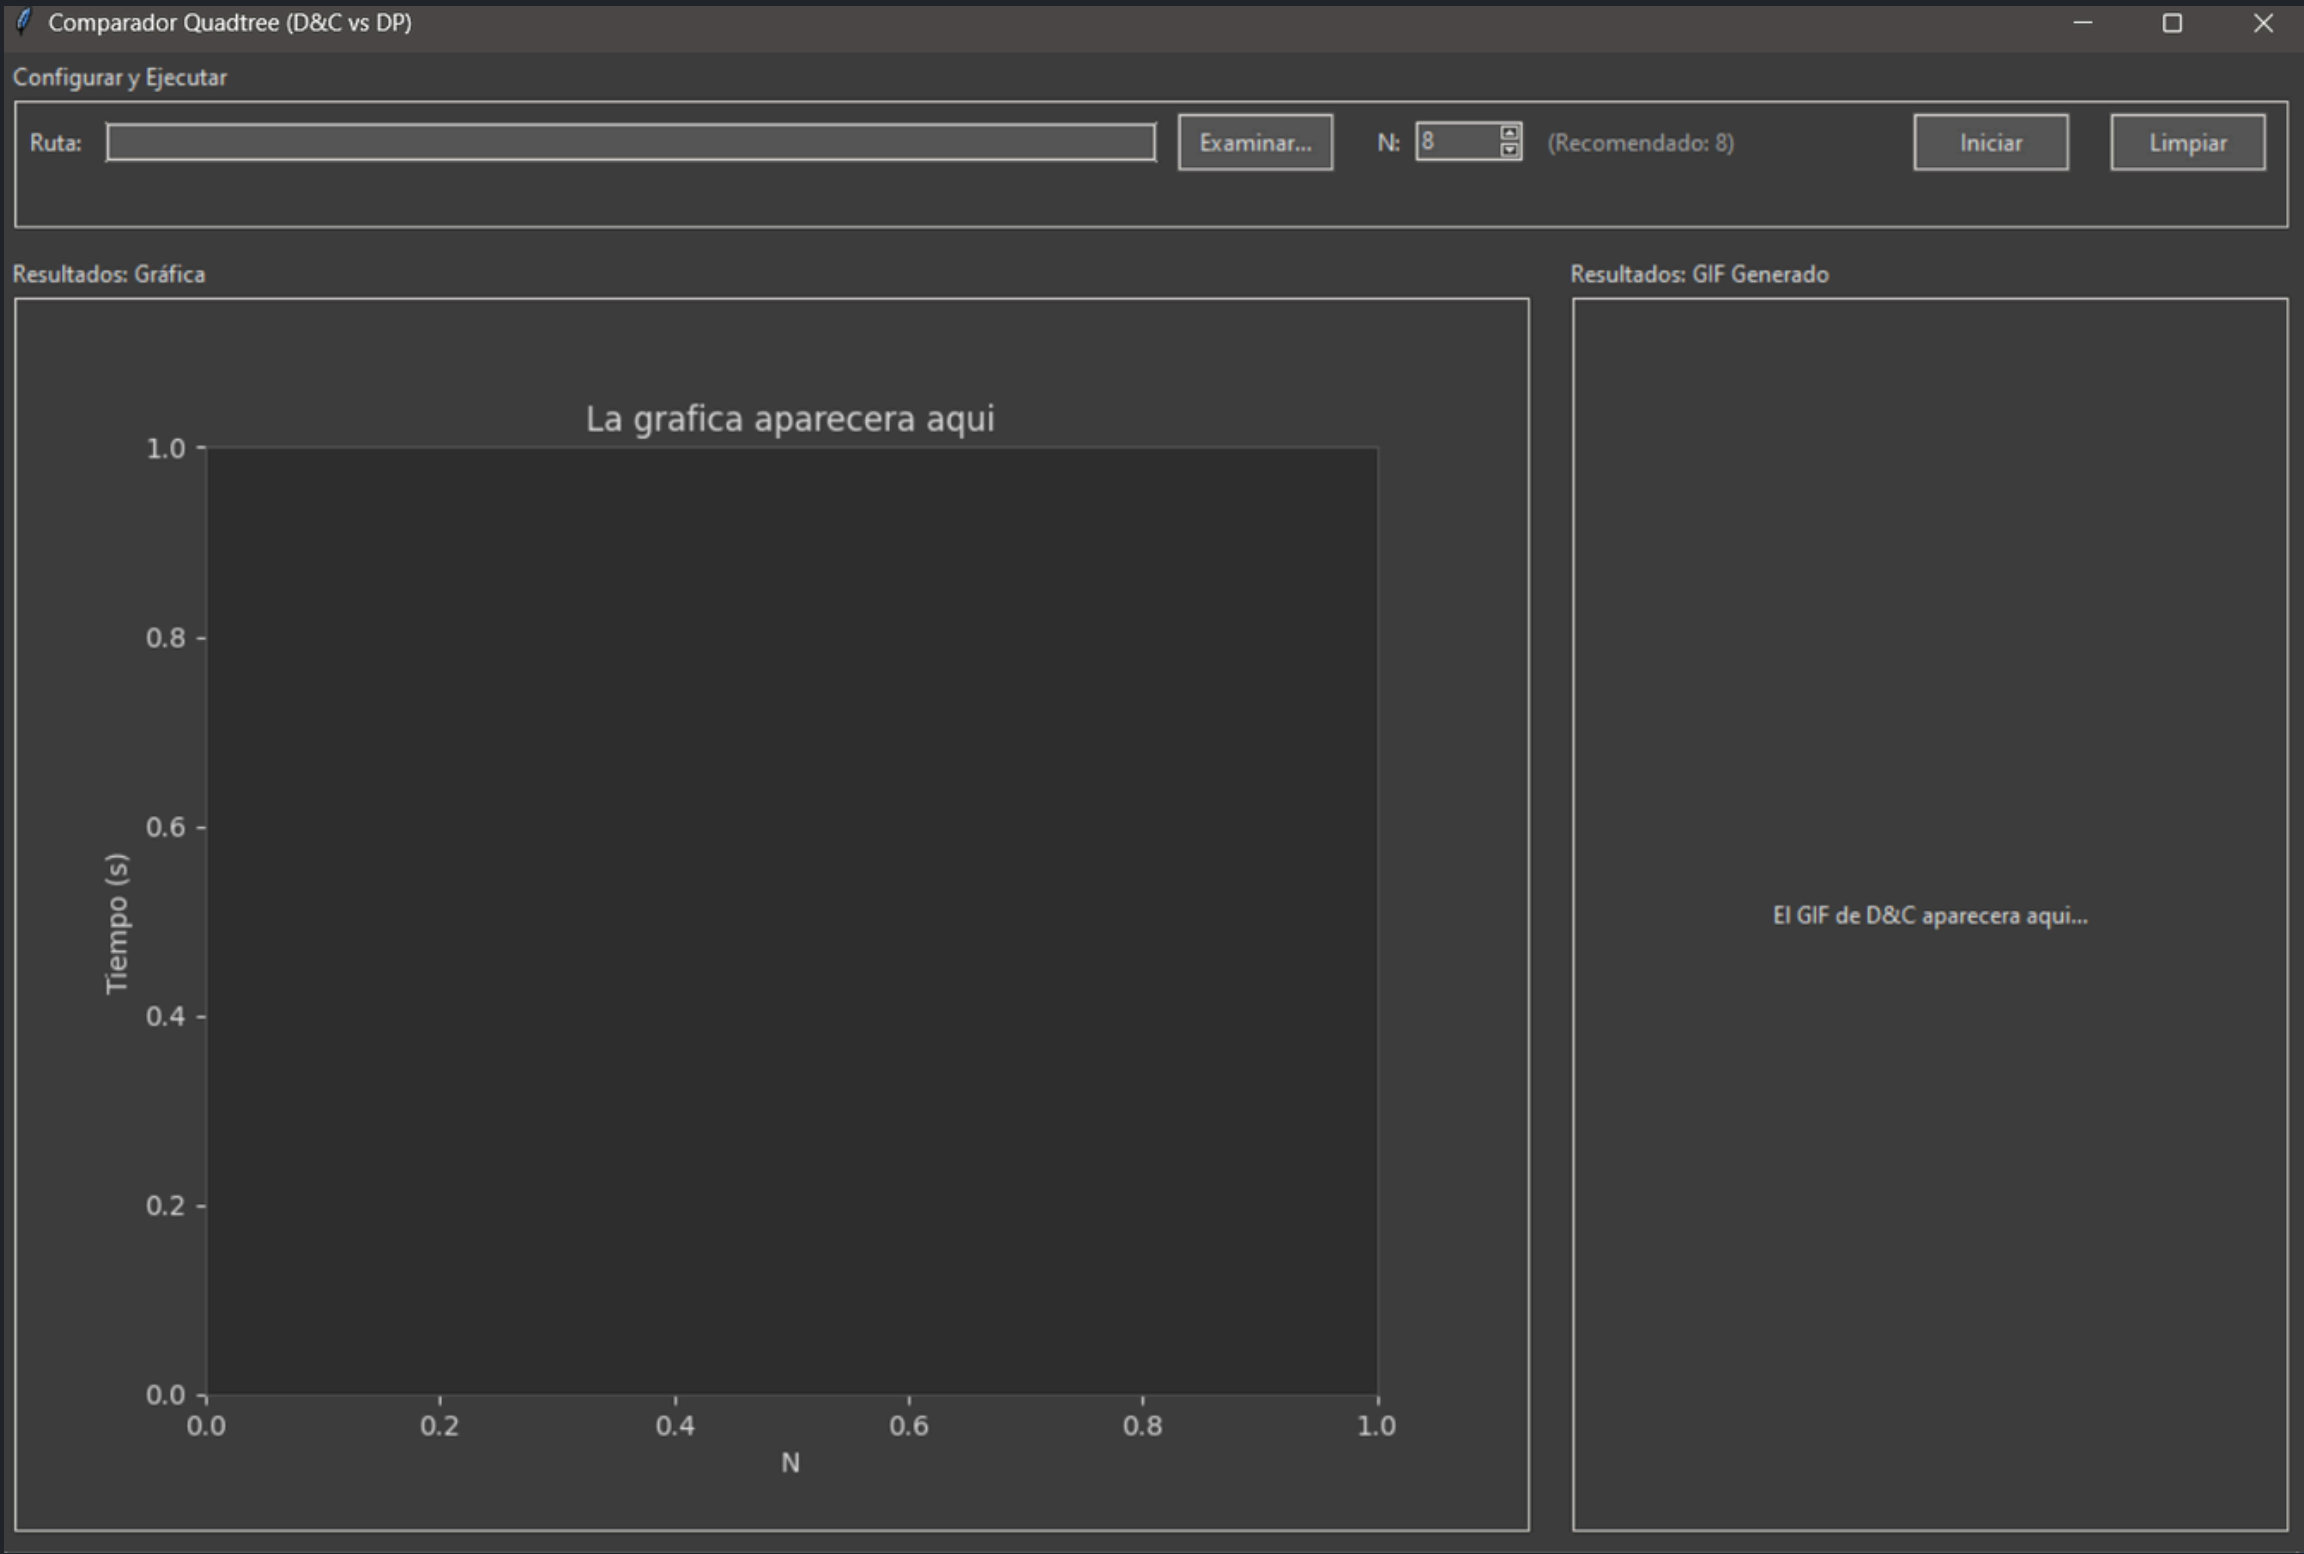 Comparador Quadtree (D&C vs DP)
Configurar y Ejecutar
Ruta: Examinar... N: 8 (Recomendado: 8) Iniciar Limpiar
Resultados: Gráfica
La grafica aparecera aqui
1.0
0.8
0.6
0.4
0.2
0.0
Tiempo (s)
0.0 0.2 0.4 0.6 0.8 1.0
N
Resultados: GIF Generado
El GIF de D&C aparecera aqui...